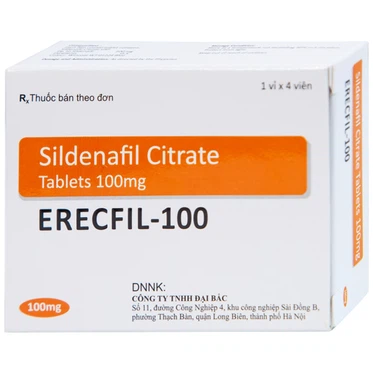 1 vỉ x 4 viên
Rx Thuốc bán theo đơn
Sildenafil Citrate
Tablets 100mg
ERECFIL-100
100mg
DNNK:
CÔNG TY TNHH ĐẠI BẮC
Số 11, đường Công Nghiệp 4, khu công nghiệp Sài Đồng B,
phường Thạch Bàn, quận Long Biên, thành phố Hà Nội
Sildenafil Citrate Tablets 100mg
ERECFIL-100